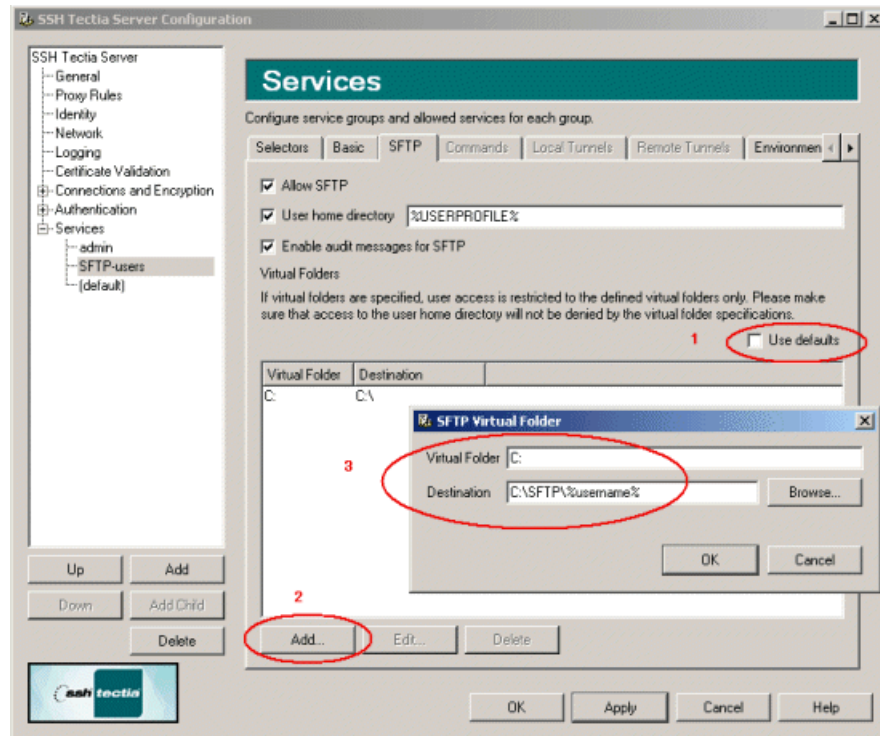 SSH Tectia Server Configuration
SSH Tectia Server
General
Proxy Rules
Identity
Network
Logging
Certificate Validation
Connections and Encryption
Authentication
Services
admin
SFTP-users
(default)
Up
Add
Down
Add Child
Delete
ssh tectia
Services
Configure service groups and allowed services for each group.
Selectors Basic SFTP Commands Local Tunnels Remote Tunnels Environmen
Allow SFTP
User home directory %USERPROFILE%
Enable audit messages for SFTP
Virtual Folders
If virtual folders are specified, user access is restricted to the defined virtual folders only. Please make
sure that access to the user home directory will not be denied by the virtual folder specifications.
1 Use defaults
Virtual Folder Destination
C: C:\
SFTP Virtual Folder
3 Virtual Folder C:
Destination C:\SFTP\%username% Browse...
OK Cancel
2
Add... Edit... Delete
OK Apply Cancel Help